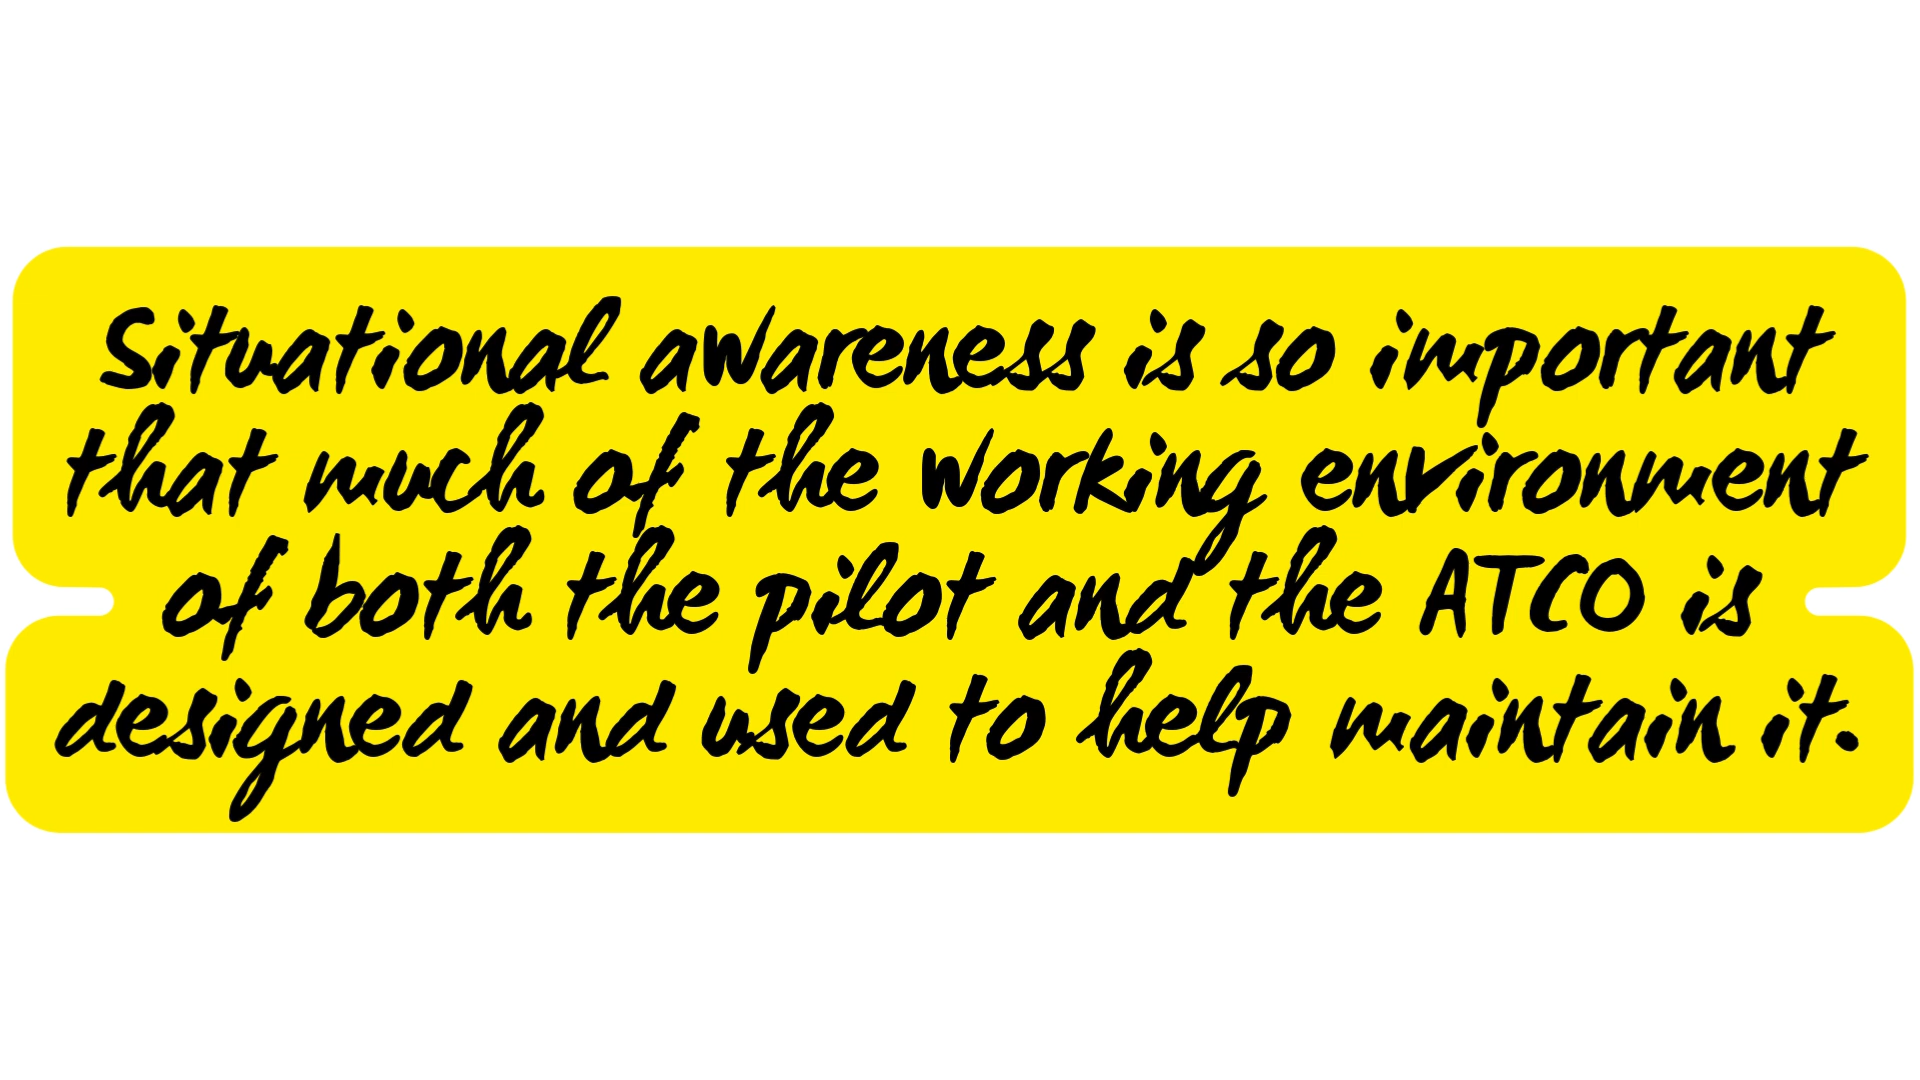 Situational awareness is so important
that much of the working environment
of both the pilot and the ATCO is
designed and used to help maintain it.